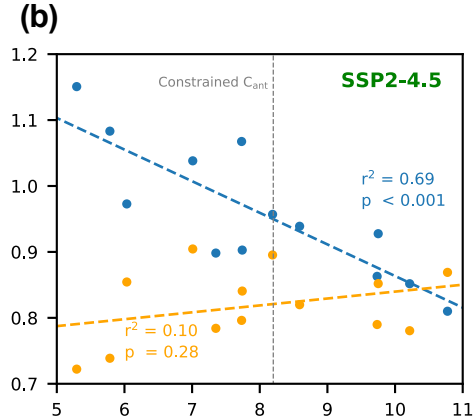 (b)
1.2
Constrained C_ant
SSP2-4.5
1.1
r² = 0.69
p < 0.001
1.0
0.9
0.8
r² = 0.10
p = 0.28
0.7
5 6 7 8 9 10 11